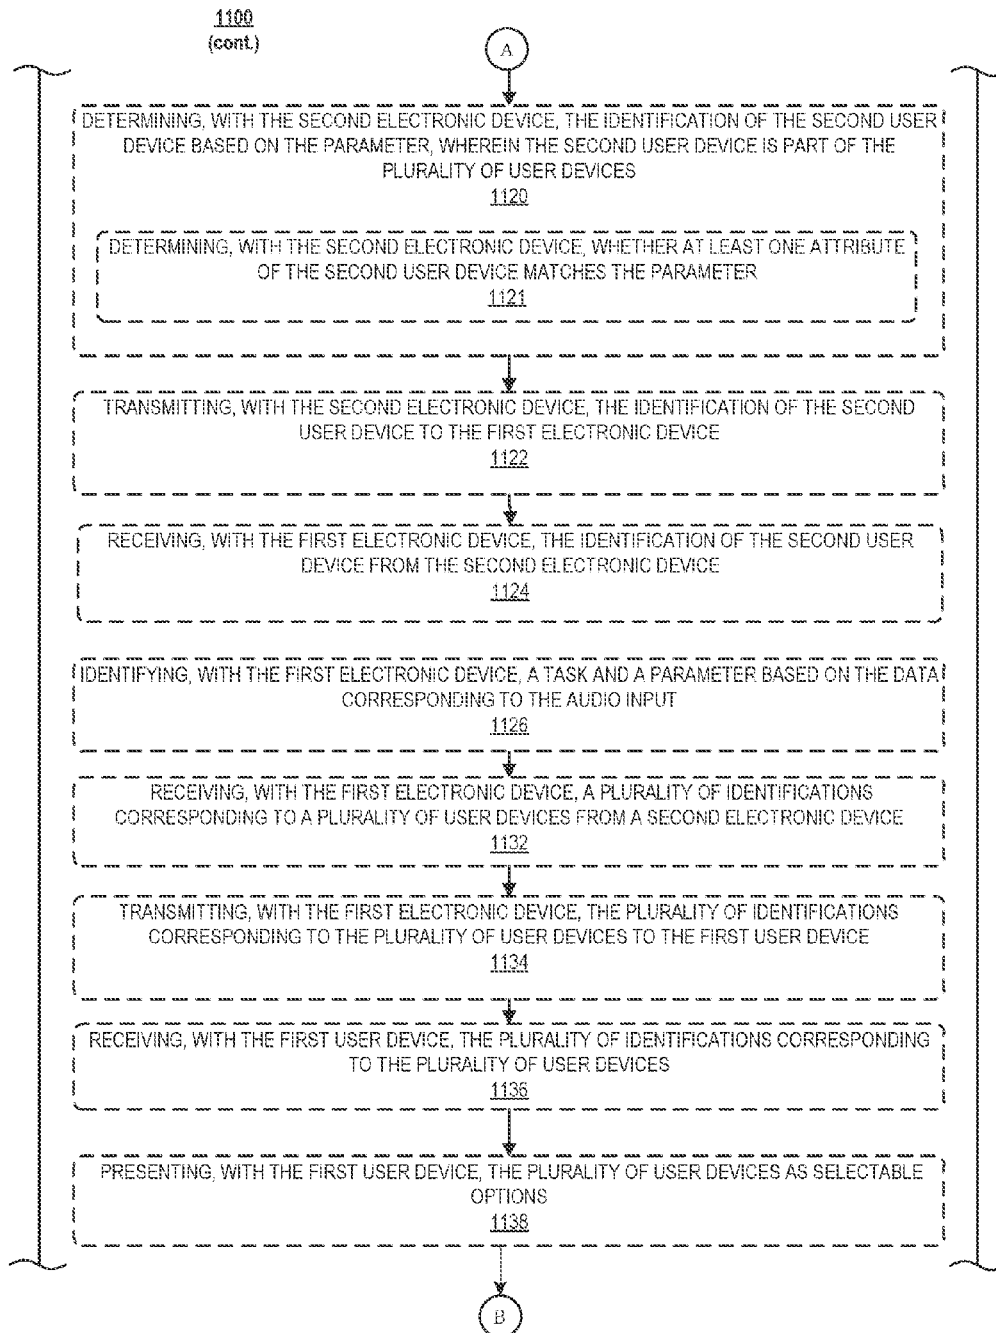 1100
(cont.)
A
DETERMINING, WITH THE SECOND ELECTRONIC DEVICE, THE IDENTIFICATION OF THE SECOND USER
DEVICE BASED ON THE PARAMETER, WHEREIN THE SECOND USER DEVICE IS PART OF THE
PLURALITY OF USER DEVICES
1120
DETERMINING, WITH THE SECOND ELECTRONIC DEVICE, WHETHER AT LEAST ONE ATTRIBUTE
OF THE SECOND USER DEVICE MATCHES THE PARAMETER
1121
TRANSMITTING, WITH THE SECOND ELECTRONIC DEVICE, THE IDENTIFICATION OF THE SECOND
USER DEVICE TO THE FIRST ELECTRONIC DEVICE
1122
RECEIVING, WITH THE FIRST ELECTRONIC DEVICE, THE IDENTIFICATION OF THE SECOND USER
DEVICE FROM THE SECOND ELECTRONIC DEVICE
1124
IDENTIFYING, WITH THE FIRST ELECTRONIC DEVICE, A TASK AND A PARAMETER BASED ON THE DATA
CORRESPONDING TO THE AUDIO INPUT
1126
RECEIVING, WITH THE FIRST ELECTRONIC DEVICE, A PLURALITY OF IDENTIFICATIONS
CORRESPONDING TO A PLURALITY OF USER DEVICES FROM A SECOND ELECTRONIC DEVICE
1132
TRANSMITTING, WITH THE FIRST ELECTRONIC DEVICE, THE PLURALITY OF IDENTIFICATIONS
CORRESPONDING TO THE PLURALITY OF USER DEVICES TO THE FIRST USER DEVICE
1134
RECEIVING, WITH THE FIRST USER DEVICE, THE PLURALITY OF IDENTIFICATIONS CORRESPONDING
TO THE PLURALITY OF USER DEVICES
1136
PRESENTING, WITH THE FIRST USER DEVICE, THE PLURALITY OF USER DEVICES AS SELECTABLE
OPTIONS
1138
B